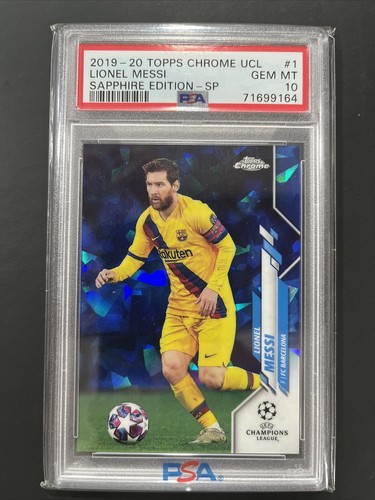 2019-20 TOPPS CHROME UCL #1
LIONEL MESSI GEM MT
SAPPHIRE EDITION-SP 10
PSA 71699164
Topps
Chrome
Rakuten
LIONEL
MESSI
FC BARCELONA
UEFA
CHAMPIONS
LEAGUE
PSA